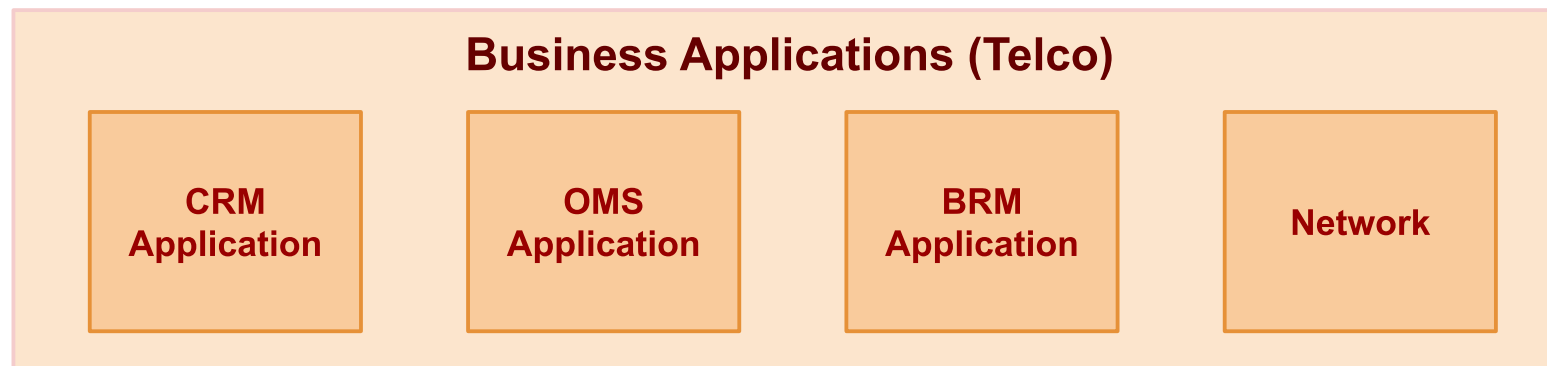 Business Applications (Telco)
CRM
Application
OMS
Application
BRM
Application
Network